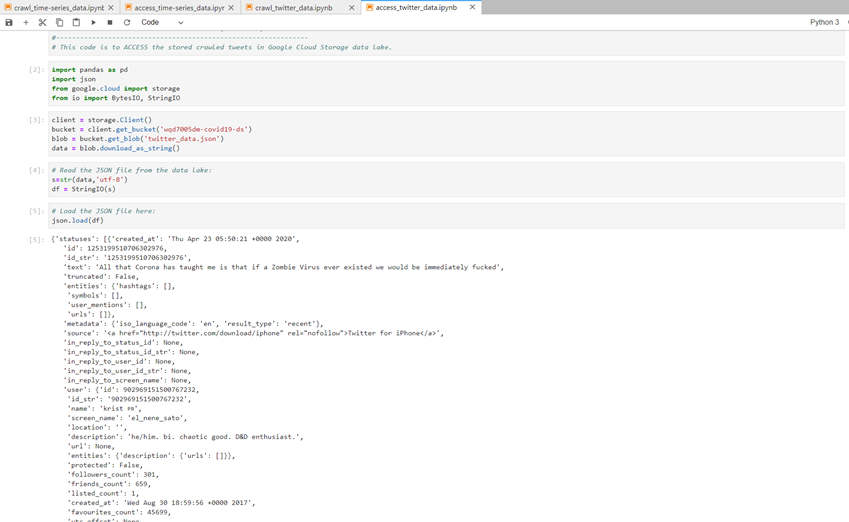 crawl_time-series_data.ipynb
access_time-series_data.ipyr
crawl_twitter_data.ipynb
access_twitter_data.ipynb
Code
Python 3
#---------------------------------------------------------------
# This code is to ACCESS the stored crawled tweets in Google Cloud Storage data lake.
[2]: import pandas as pd
import json
from google.cloud import storage
from io import BytesIO, StringIO
[3]: client = storage.Client()
bucket = client.get_bucket('wqd7005dm-covid19-ds')
blob = bucket.get_blob('twitter_data.json')
data = blob.download_as_string()
[4]: # Read the JSON file from the data lake:
s=str(data,'utf-8')
df = StringIO(s)
[5]: # Load the JSON file here:
json.load(df)
[5]: {'statuses': [{'created_at': 'Thu Apr 23 05:50:21 +0000 2020',
'id': 1253199510706302976,
'id_str': '1253199510706302976',
'text': 'All that Corona has taught me is that if a Zombie Virus ever existed we would be immediately fucked',
'truncated': False,
'entities': {'hashtags': [],
'symbols': [],
'user_mentions': [],
'urls': []},
'metadata': {'iso_language_code': 'en', 'result_type': 'recent'},
'source': '<a href="http://twitter.com/download/iphone" rel="nofollow">Twitter for iPhone</a>',
'in_reply_to_status_id': None,
'in_reply_to_status_id_str': None,
'in_reply_to_user_id': None,
'in_reply_to_user_id_str': None,
'in_reply_to_screen_name': None,
'user': {'id': 902969151500767232,
'id_str': '902969151500767232',
'name': 'krist ᴘʀ',
'screen_name': 'el_nene_sato',
'location': '',
'description': 'he/him. bi. chaotic good. D&D enthusiast.',
'url': None,
'entities': {'description': {'urls': []}},
'protected': False,
'followers_count': 301,
'friends_count': 659,
'listed_count': 1,
'created_at': 'Wed Aug 30 18:59:56 +0000 2017',
'favourites_count': 45699,
'utc_offset': None